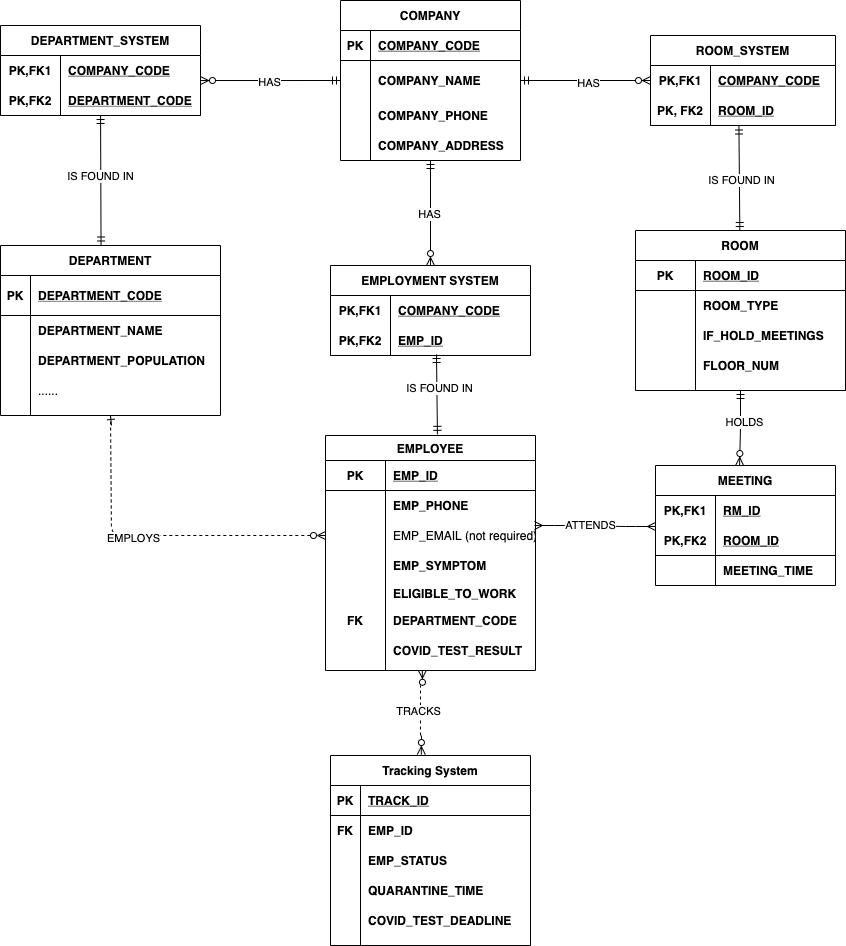 COMPANY
PK COMPANY_CODE
COMPANY_NAME
COMPANY_PHONE
COMPANY_ADDRESS
DEPARTMENT_SYSTEM
PK,FK1 COMPANY_CODE
PK,FK2 DEPARTMENT_CODE
HAS
HAS
ROOM_SYSTEM
PK,FK1 COMPANY_CODE
PK, FK2 ROOM_ID
IS FOUND IN
HAS
IS FOUND IN
DEPARTMENT
PK DEPARTMENT_CODE
DEPARTMENT_NAME
DEPARTMENT_POPULATION
......
EMPLOYMENT SYSTEM
PK,FK1 COMPANY_CODE
PK,FK2 EMP_ID
ROOM
PK ROOM_ID
ROOM_TYPE
IF_HOLD_MEETINGS
FLOOR_NUM
IS FOUND IN
HOLDS
EMPLOYS
EMPLOYEE
PK EMP_ID
EMP_PHONE
EMP_EMAIL (not required)
EMP_SYMPTOM
ELIGIBLE_TO_WORK
FK DEPARTMENT_CODE
COVID_TEST_RESULT
ATTENDS
MEETING
PK,FK1 RM_ID
PK,FK2 ROOM_ID
MEETING_TIME
TRACKS
Tracking System
PK TRACK_ID
FK EMP_ID
EMP_STATUS
QUARANTINE_TIME
COVID_TEST_DEADLINE